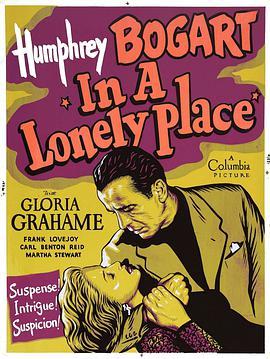 Humphrey BOGART
In A
Lonely Place
A
Columbia
PICTURE
with
GLORIA
GRAHAME
FRANK LOVEJOY
CARL BENTON REID
MARTHA STEWART
Suspense!
Intrigue!
Suspicion!